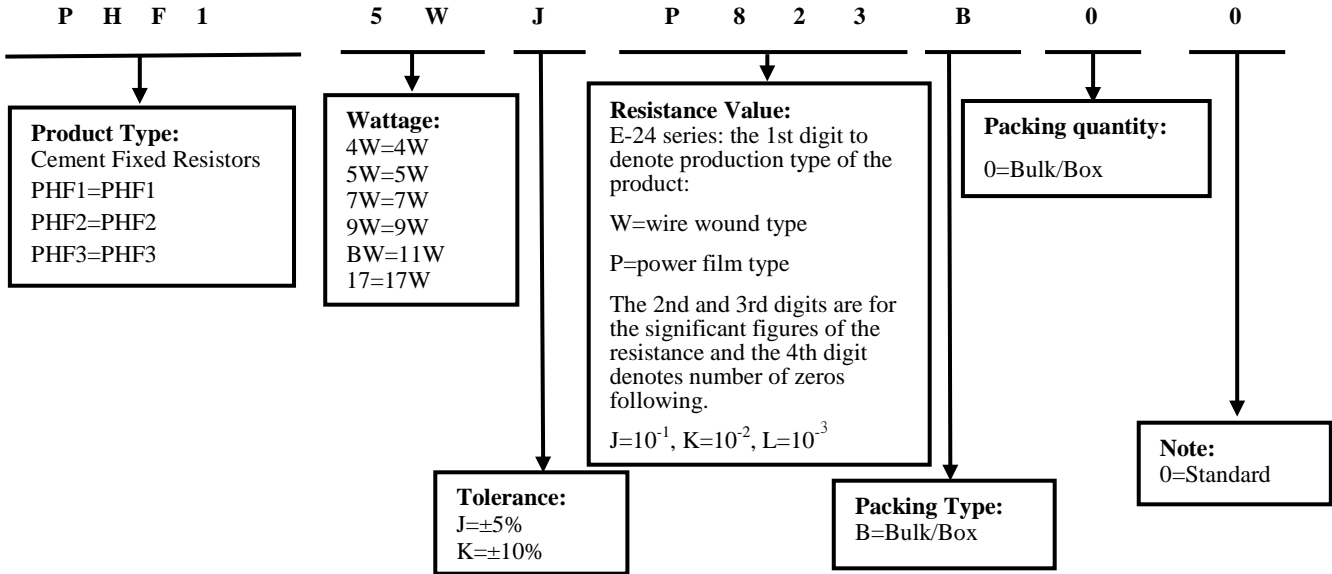 P H F 1 5 W J P 8 2 3 B 0 0
Product Type:
Cement Fixed Resistors
PHF1=PHF1
PHF2=PHF2
PHF3=PHF3
Wattage:
4W=4W
5W=5W
7W=7W
9W=9W
BW=11W
17=17W
Resistance Value:
E-24 series: the 1st digit to
denote production type of the
product:
W=wire wound type
P=power film type
The 2nd and 3rd digits are for
the significant figures of the
resistance and the 4th digit
denotes number of zeros
following.
J=10⁻¹, K=10⁻², L=10⁻³
Packing quantity:
0=Bulk/Box
Tolerance:
J=±5%
K=±10%
Packing Type:
B=Bulk/Box
Note:
0=Standard